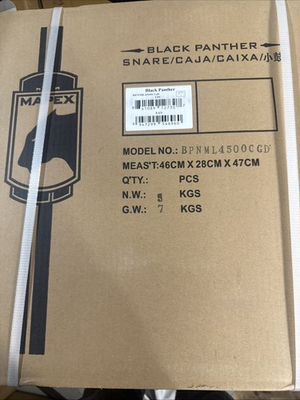 MAPEX
BLACK PANTHER
SNARE/CAJA/CAIXA/小鼓
Black Panther
MODEL NO.: BPNML4500CGD
MEAS'T:46CM X 28CM X 47CM
Q'TY.: PCS
N.W.: 5 KGS
G.W.: 7 KGS